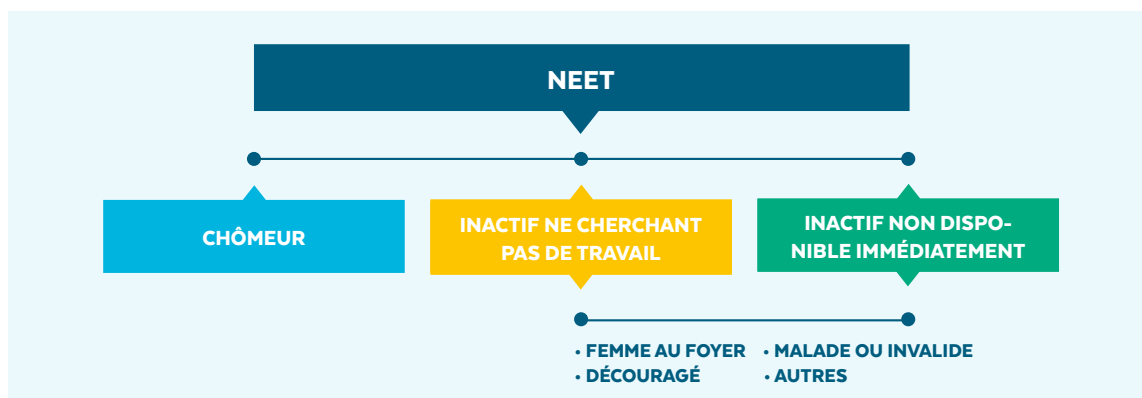 NEET
CHÔMEUR
INACTIF NE CHERCHANT
PAS DE TRAVAIL
INACTIF NON DISPO-
NIBLE IMMÉDIATEMENT
• FEMME AU FOYER • MALADE OU INVALIDE
• DÉCOURAGÉ • AUTRES